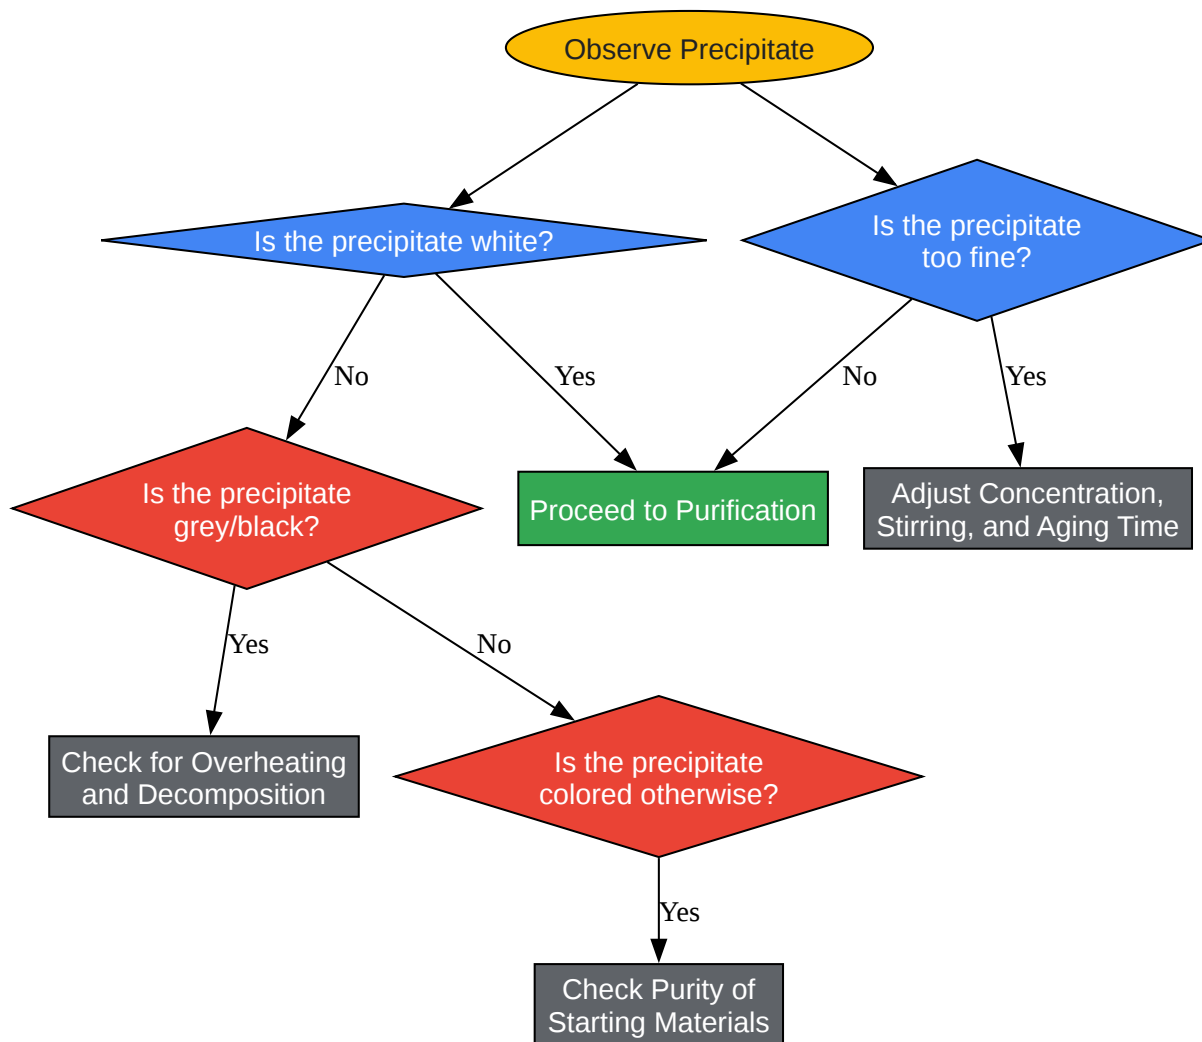 Observe Precipitate
Is the precipitate white?
Is the precipitate
too fine?
No
Yes
No
Yes
Is the precipitate
grey/black?
Proceed to Purification
Adjust Concentration,
Stirring, and Aging Time
Yes
No
Check for Overheating
and Decomposition
Is the precipitate
colored otherwise?
Yes
Check Purity of
Starting Materials